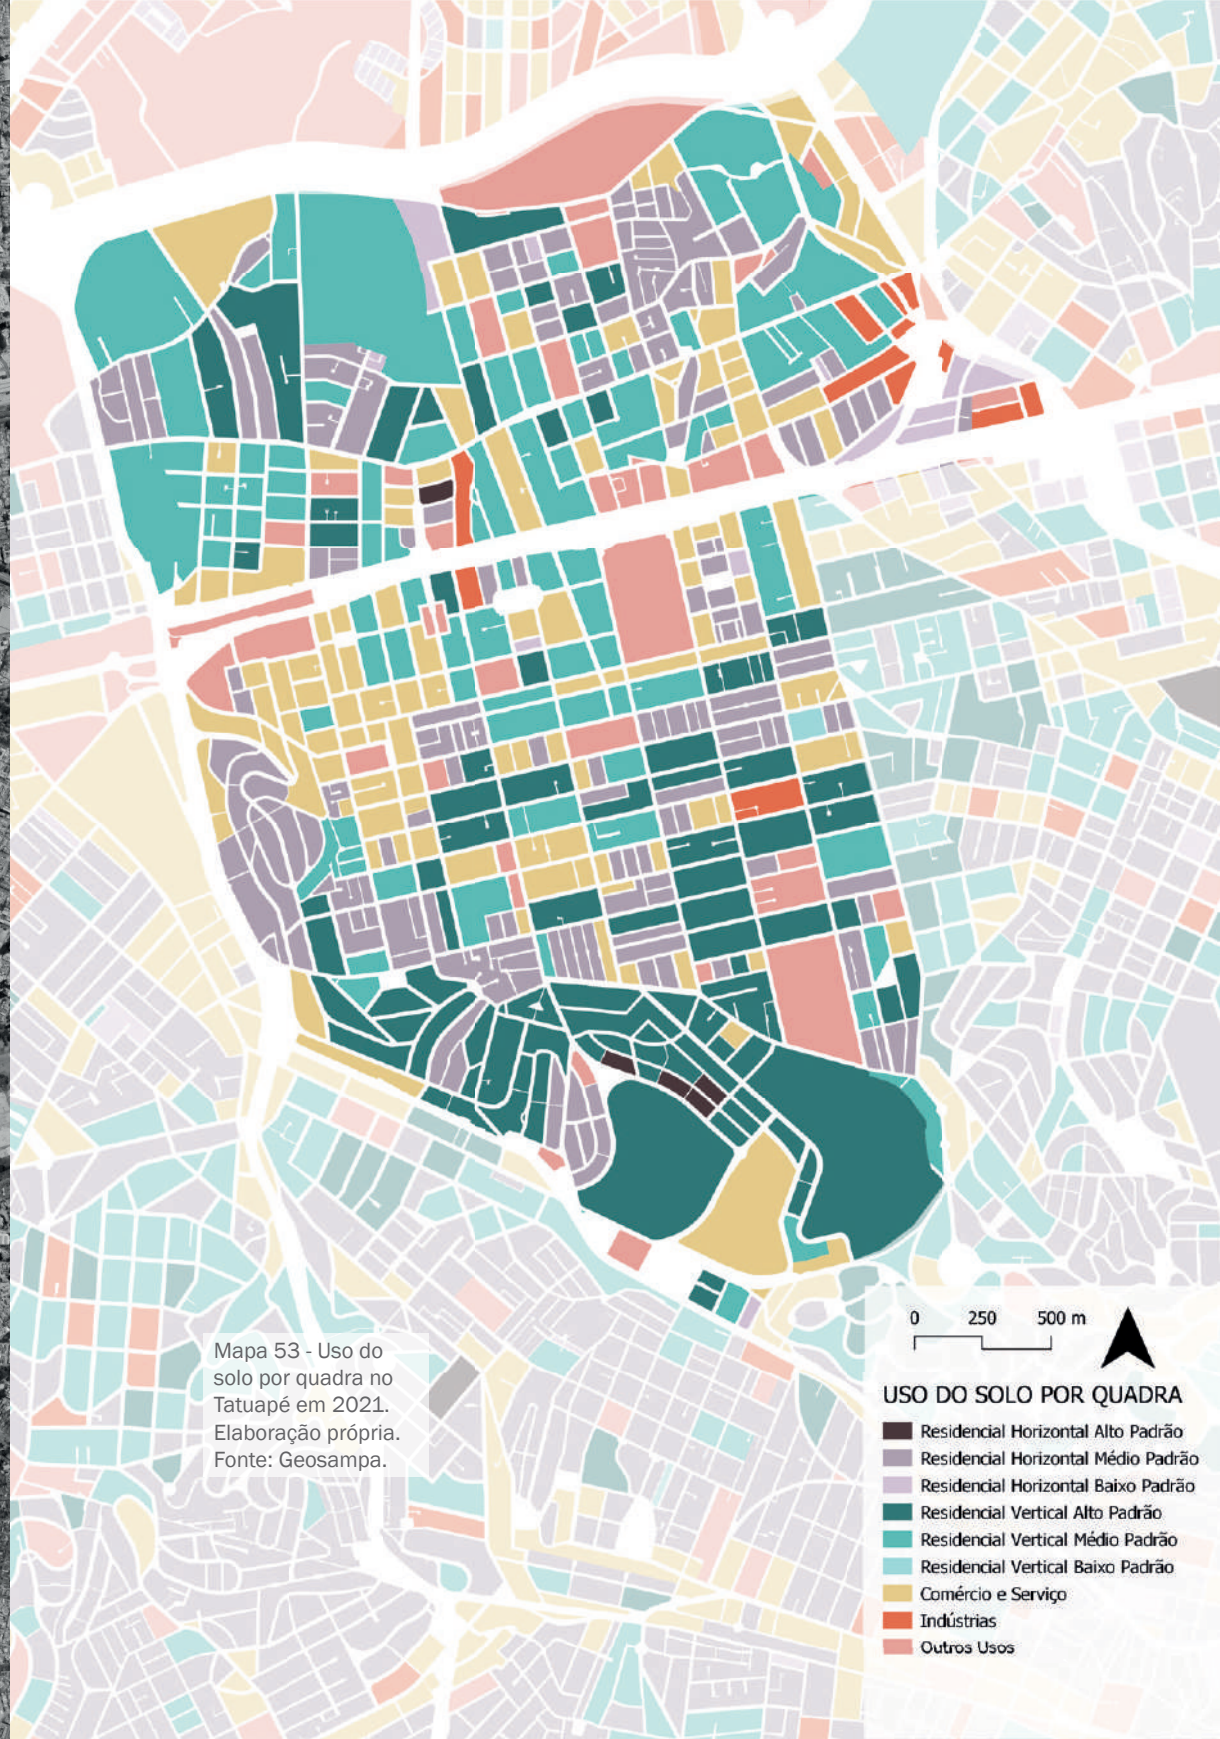 Mapa 53 - Uso do
solo por quadra no
Tatuapé em 2021.
Elaboração própria.
Fonte: Geosampa.
0 250 500 m
USO DO SOLO POR QUADRA
Residencial Horizontal Alto Padrão
Residencial Horizontal Médio Padrão
Residencial Horizontal Baixo Padrão
Residencial Vertical Alto Padrão
Residencial Vertical Médio Padrão
Residencial Vertical Baixo Padrão
Comércio e Serviço
Indústrias
Outros Usos